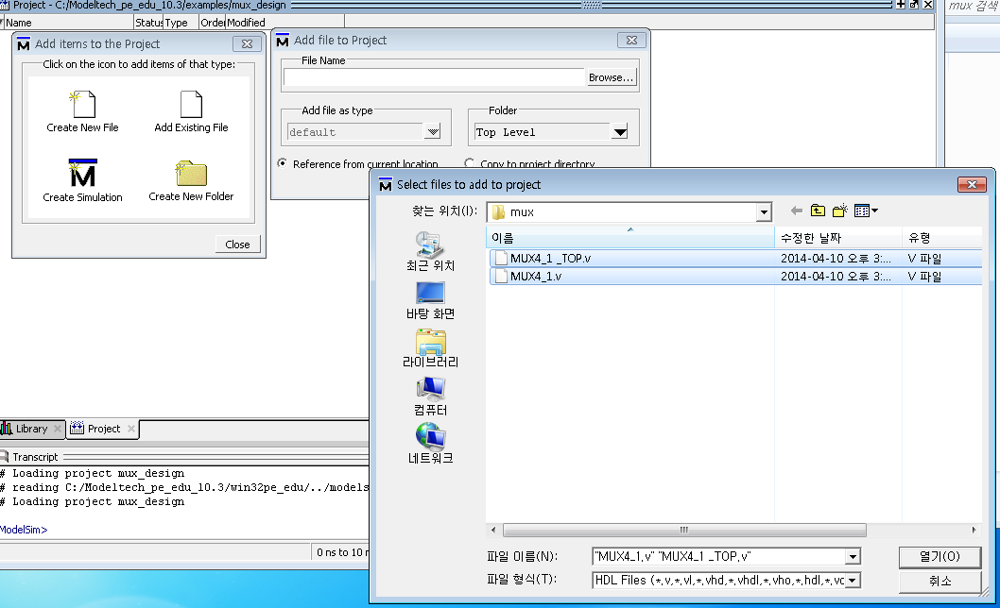 Project - C:/Modeltech_pe_edu_10.3/examples/mux_design
mux 검색
Name Status Type Order Modified
Add items to the Project
Click on the icon to add items of that type:
Create New File
Add Existing File
Create Simulation
Create New Folder
Close
Add file to Project
File Name
Browse...
Add file as type
default
Folder
Top Level
Reference from current location
Copy to project directory
Select files to add to project
찾는 위치(I):
mux
최근 위치
바탕 화면
라이브러리
컴퓨터
네트워크
이름 수정한 날짜 유형
MUX4_1 _TOP.v 2014-04-10 오후 3:... V 파일
MUX4_1.v 2014-04-10 오후 3:... V 파일
파일 이름(N):
"MUX4_1.v" "MUX4_1 _TOP.v"
열기(O)
파일 형식(T):
HDL Files (*.v,*.vl,*.vhd,*.vhdl,*.vho,*.hdl,*.vo
취소
Library
Project
Transcript
# Loading project mux_design
# reading C:/Modeltech_pe_edu_10.3/win32pe_edu/../models
# Loading project mux_design
ModelSim>
0 ns to 10 n